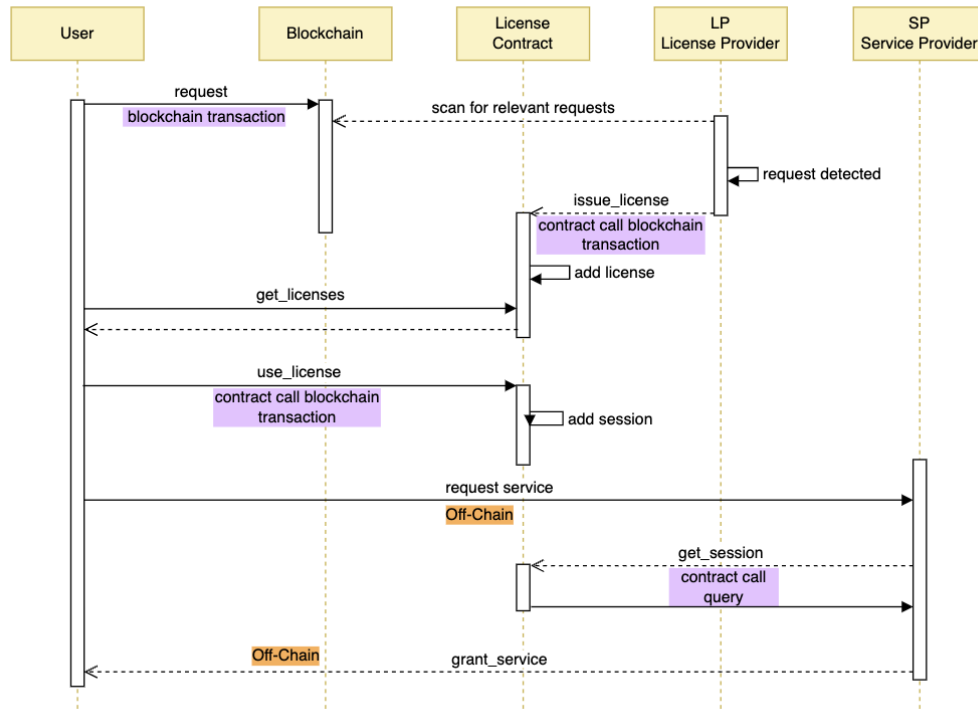 User
Blockchain
License
Contract
LP
License Provider
SP
Service Provider
request
blockchain transaction
scan for relevant requests
request detected
issue_license
contract call blockchain
transaction
add license
get_licenses
use_license
contract call blockchain
transaction
add session
request service
Off-Chain
get_session
contract call
query
Off-Chain
grant_service